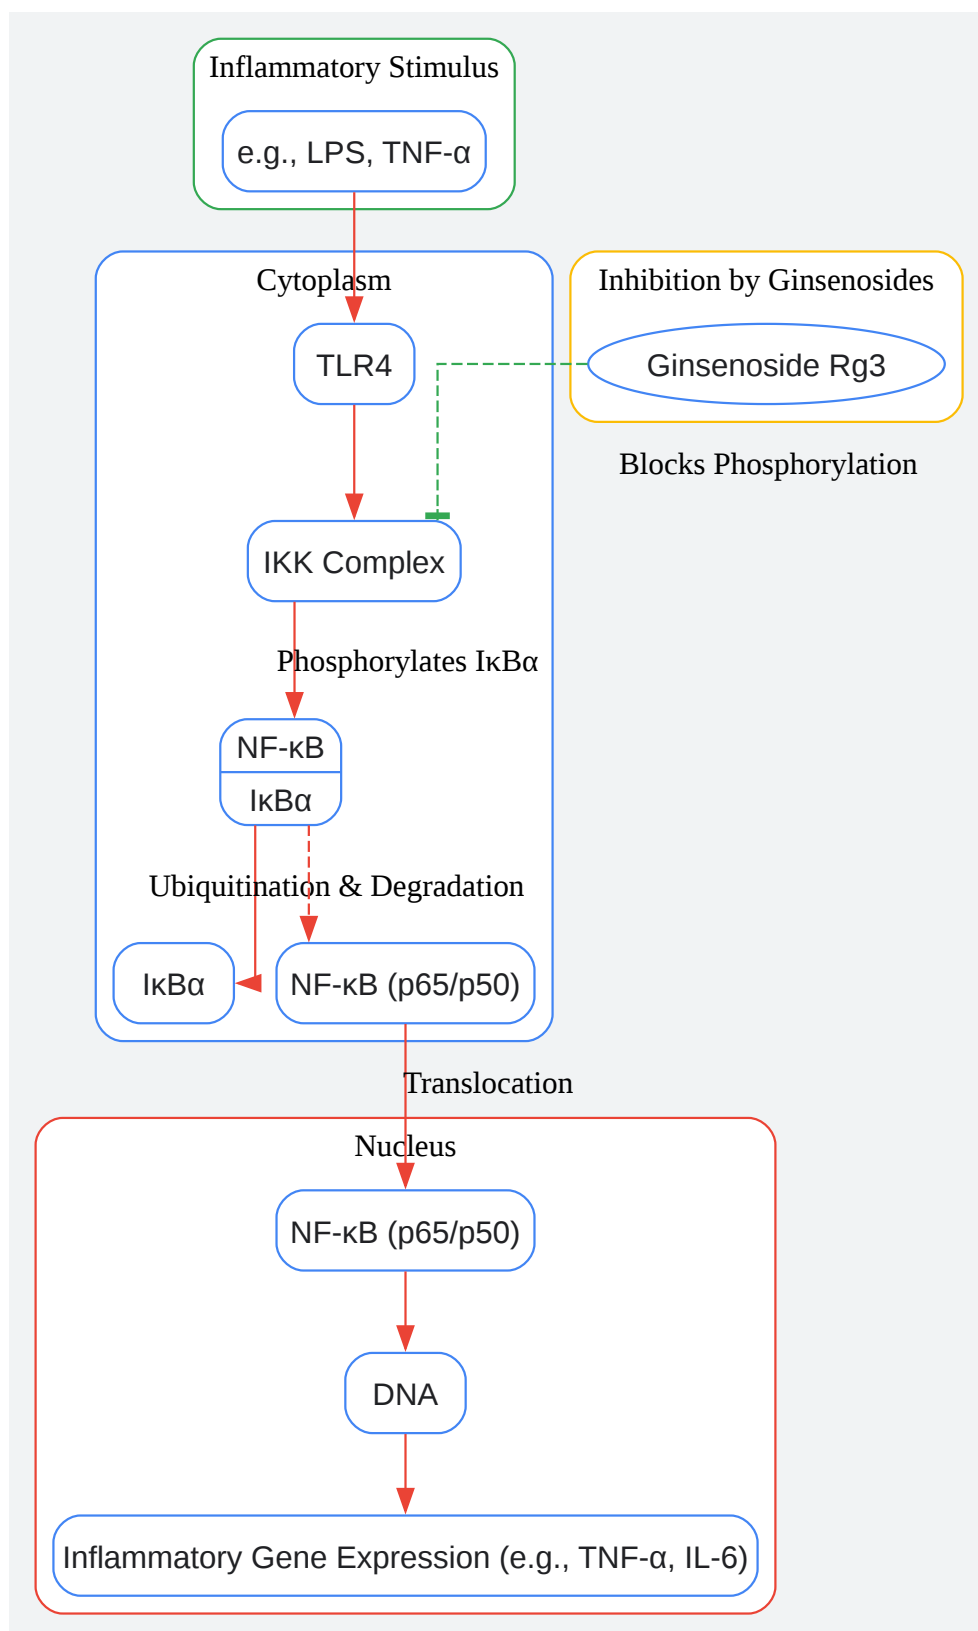 Inflammatory Stimulus
e.g., LPS, TNF-α
Cytoplasm
Inhibition by Ginsenosides
TLR4
Ginsenoside Rg3
Blocks Phosphorylation
IKK Complex
Phosphorylates IκBα
NF-κB
IκBα
Ubiquitination & Degradation
IκBα
NF-κB (p65/p50)
Translocation
Nucleus
NF-κB (p65/p50)
DNA
Inflammatory Gene Expression (e.g., TNF-α, IL-6)